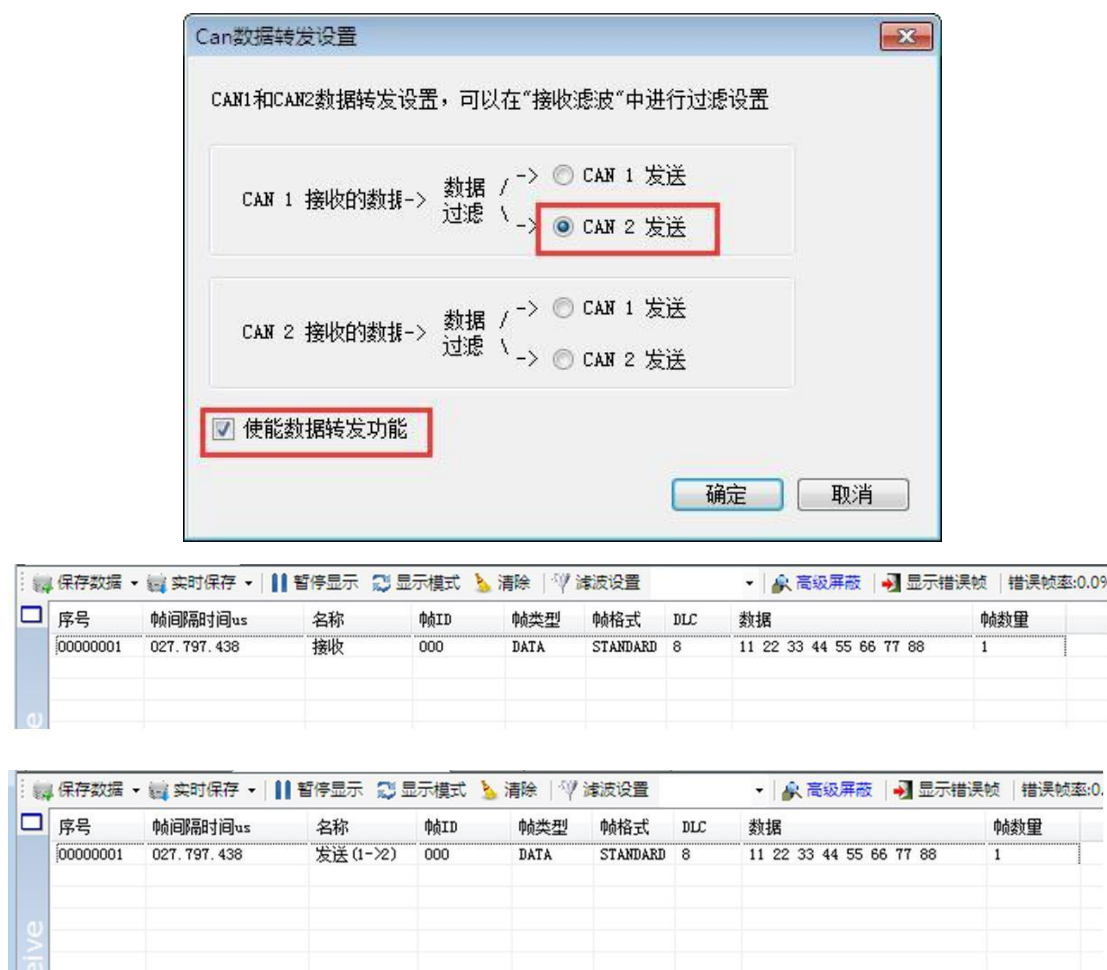 Can数据转发设置
CAN1和CAN2数据转发设置，可以在“接收滤波”中进行过滤设置
CAN 1 接收的数据-> 数据过滤 / -> CAN 1 发送
\ -> CAN 2 发送
CAN 2 接收的数据-> 数据过滤 / -> CAN 1 发送
\ -> CAN 2 发送
使能数据转发功能
确定 取消
保存数据 实时保存 暂停显示 显示模式 清除 滤波设置 高级屏蔽 显示错误帧 错误帧率:0.0%
序号 帧间隔时间us 名称 帧ID 帧类型 帧格式 DLC 数据 帧数量
00000001 027.797.438 接收 000 DATA STANDARD 8 11 22 33 44 55 66 77 88 1
保存数据 实时保存 暂停显示 显示模式 清除 滤波设置 高级屏蔽 显示错误帧 错误帧率:0.
序号 帧间隔时间us 名称 帧ID 帧类型 帧格式 DLC 数据 帧数量
00000001 027.797.438 发送(1->2) 000 DATA STANDARD 8 11 22 33 44 55 66 77 88 1